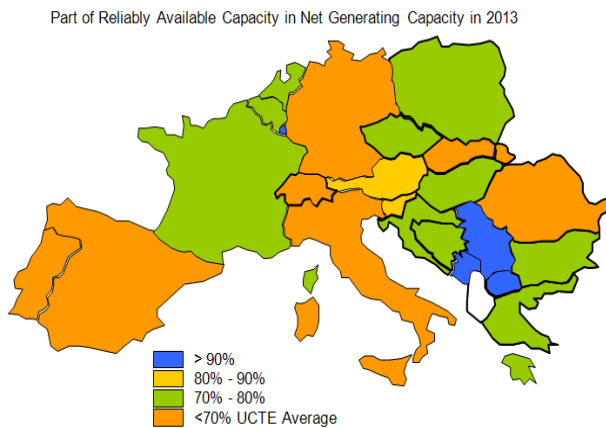 Part of Reliably Available Capacity in Net Generating Capacity in 2013
> 90%
80% - 90%
70% - 80%
<70% UCTE Average